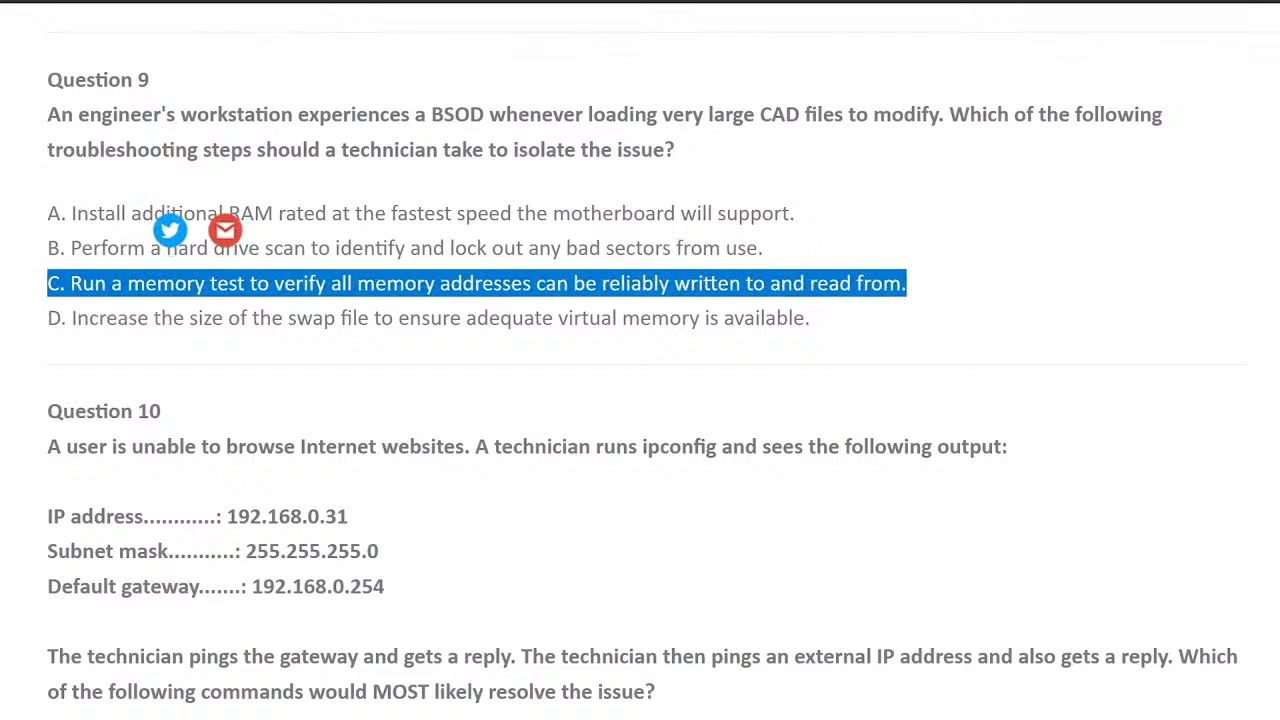 Question 9
An engineer's workstation experiences a BSOD whenever loading very large CAD files to modify. Which of the following
troubleshooting steps should a technician take to isolate the issue?
A. Install additional RAM rated at the fastest speed the motherboard will support.
B. Perform a hard drive scan to identify and lock out any bad sectors from use.
C. Run a memory test to verify all memory addresses can be reliably written to and read from.
D. Increase the size of the swap file to ensure adequate virtual memory is available.
Question 10
A user is unable to browse Internet websites. A technician runs ipconfig and sees the following output:
IP address............: 192.168.0.31
Subnet mask...........: 255.255.255.0
Default gateway.......: 192.168.0.254
The technician pings the gateway and gets a reply. The technician then pings an external IP address and also gets a reply. Which
of the following commands would MOST likely resolve the issue?